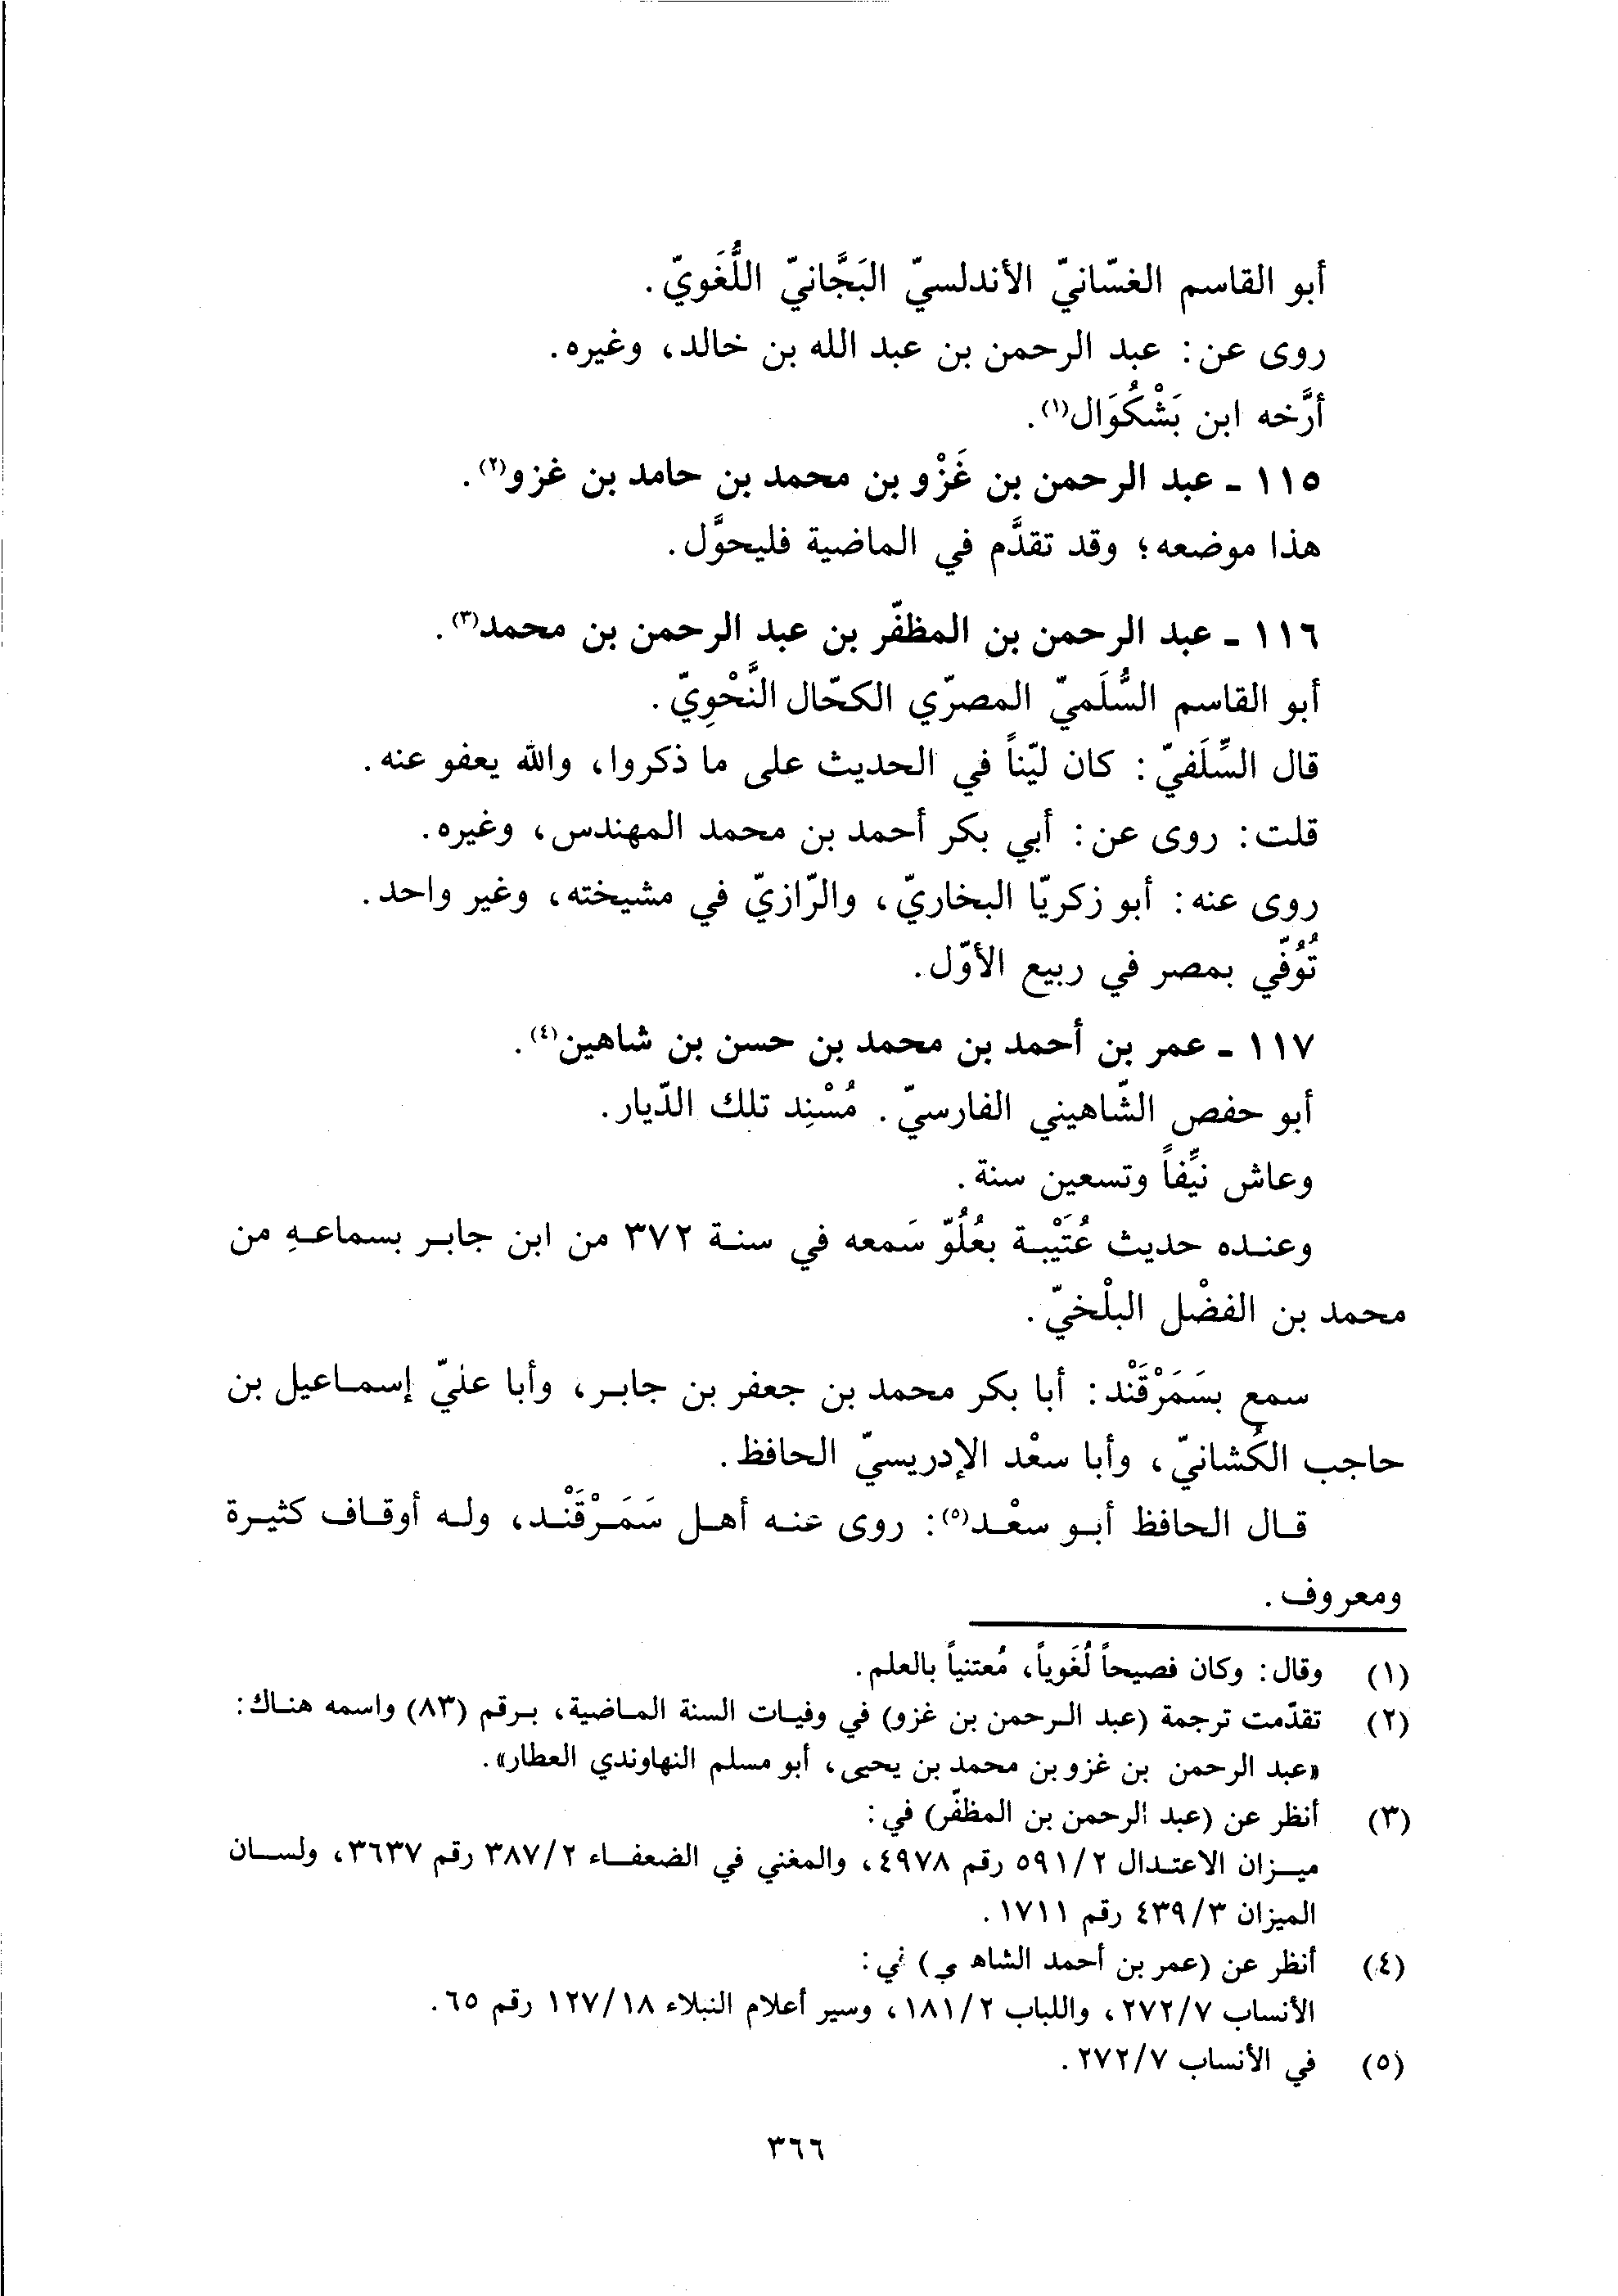 أبو القاسم الغسّانيّ الأندلسيّ البَجَّانيّ اللُّغَويّ.
روى عن: عبد الرحمن بن عبد الله بن خالد، وغيره.
أرَّخه ابن بَشْكُوَال(١).
١١٥ - عبد الرحمن بن غَزْو بن محمد بن حامد بن غزو(٢).
هذا موضعه؛ وقد تقدَّم في الماضية فليحوَّل.
١١٦ - عبد الرحمن بن المظفّر بن عبد الرحمن بن محمد(٣).
أبو القاسم السُّلَميّ المصرّي الكحّال النَّحْوِيّ.
قال السِّلَفيّ: كان ليّناً في الحديث على ما ذكروا، والله يعفو عنه.
قلت: روى عن: أبي بكر أحمد بن محمد المهندس، وغيره.
روى عنه: أبو زكريّا البخاريّ، والرّازيّ في مشيخته، وغير واحد.
تُوُفّي بمصر في ربيع الأوّل.
١١٧ - عمر بن أحمد بن محمد بن حسن بن شاهين(٤).
أبو حفص الشّاهيني الفارسيّ. مُسْنِد تلك الدّيار.
وعاش نيِّفاً وتسعين سنة.
وعنده حديث عُتَيْبة بعُلُوّ سَمعه في سنة ٣٧٢ من ابن جابر بسماعهِ من
محمد بن الفضْل البلْخيّ.
سمع بسَمَرْقَنْد: أبا بكر محمد بن جعفر بن جابر، وأبا عليّ إسماعيل بن
حاجب الكُشانيّ، وأبا سعْد الإدريسيّ الحافظ.
قال الحافظ أبو سعْد(٥): روى عنه أهل سَمَرْقَنْد، وله أوقاف كثيرة
ومعروف.
(١) وقال: وكان فصيحاً لُغَوياً، مُعتنياً بالعلم.
(٢) تقدّمت ترجمة (عبد الرحمن بن غزو) في وفيات السنة الماضية، برقم (٨٣) واسمه هناك:
«عبد الرحمن بن غزو بن محمد بن يحيى، أبو مسلم النهاوندي العطار».
(٣) أنظر عن (عبد الرحمن بن المظفّر) في:
ميزان الاعتدال ٥٩١/٢ رقم ٤٩٧٨، والمغني في الضعفاء ٣٨٧/٢ رقم ٣٦٣٧، ولسان
الميزان ٤٣٩/٣ رقم ١٧١١.
(٤) أنظر عن (عمر بن أحمد) في:
الأنساب ٢٧٢/٧، واللباب ١٨١/٢، وسير أعلام النبلاء ١٢٧/١٨ رقم ٦٥.
(٥) في الأنساب ٢٧٢/٧.
٣٦٦